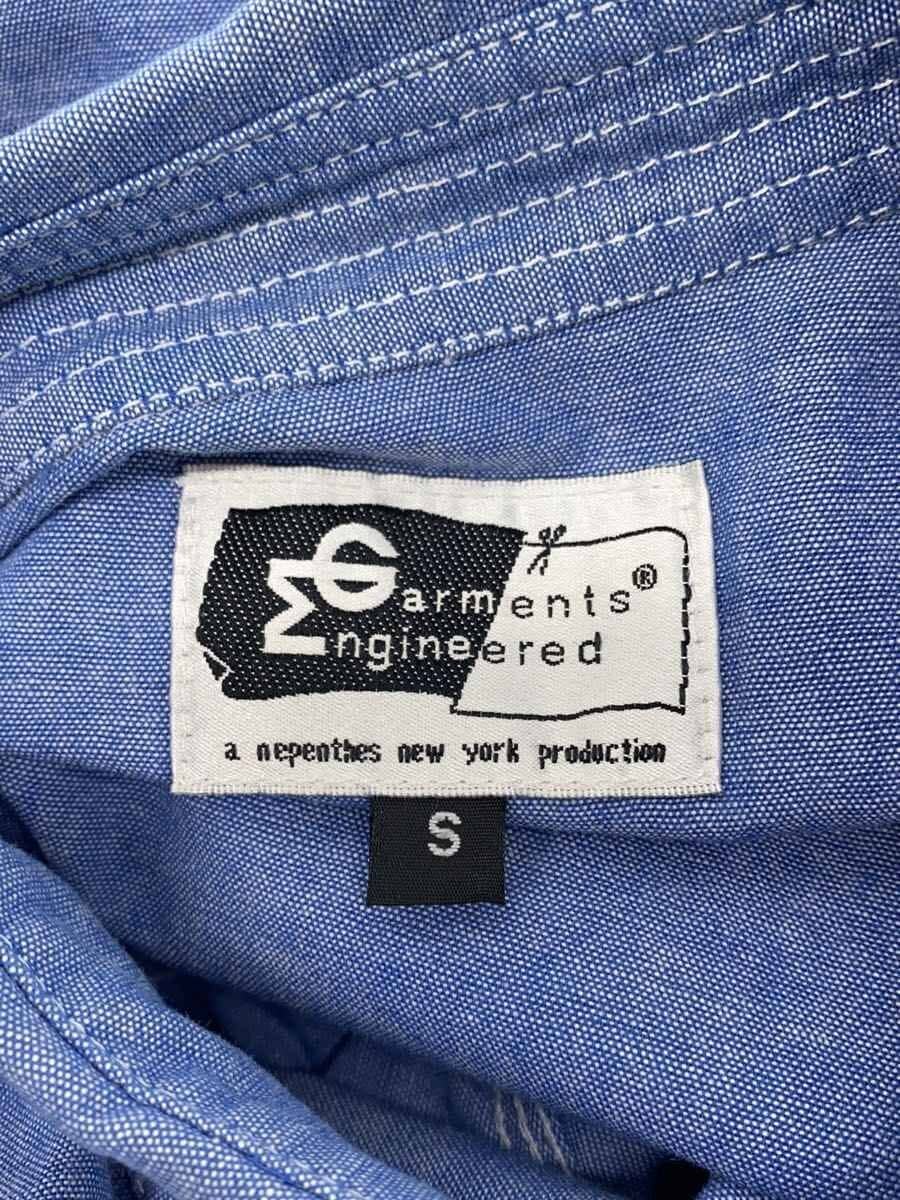 Garments®
Engineered
a nepenthes new york production
S